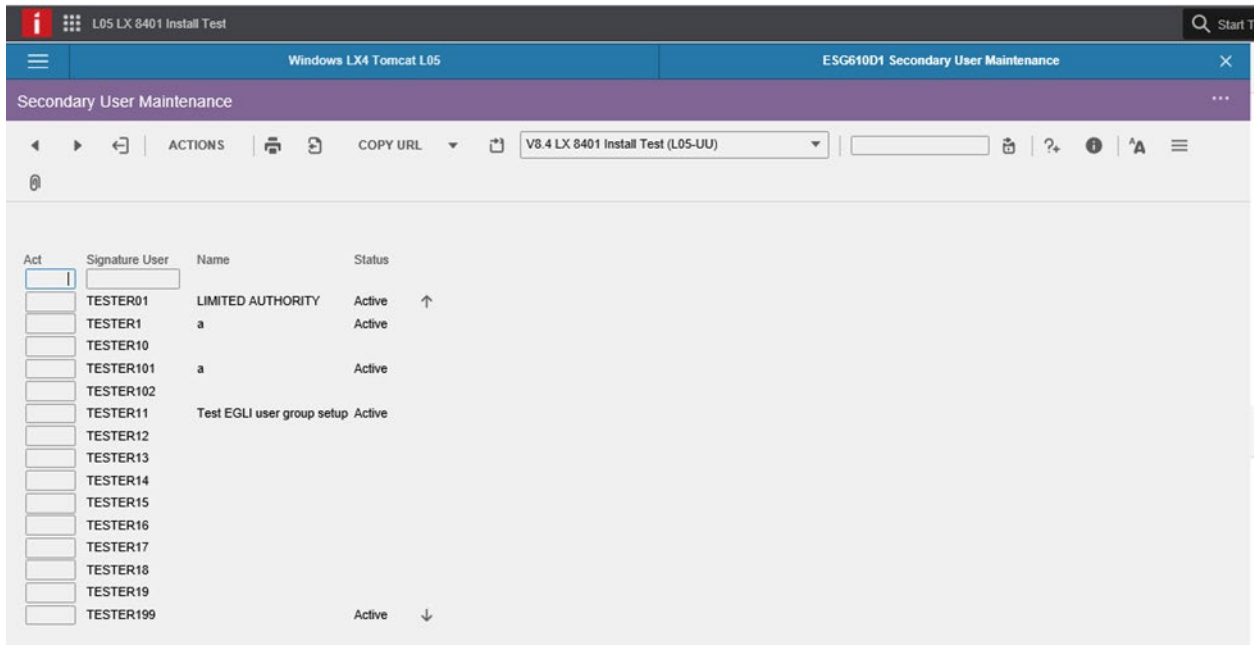 L05 LX 8401 Install Test
Start T
Windows LX4 Tomcat L05
ESG610D1 Secondary User Maintenance
Secondary User Maintenance
ACTIONS
COPY URL
V8.4 LX 8401 Install Test (L05-UU)
Act Signature User Name Status
TESTER01 LIMITED AUTHORITY Active
TESTER1 a Active
TESTER10
TESTER101 a Active
TESTER102
TESTER11 Test EGLI user group setup Active
TESTER12
TESTER13
TESTER14
TESTER15
TESTER16
TESTER17
TESTER18
TESTER19
TESTER199 Active